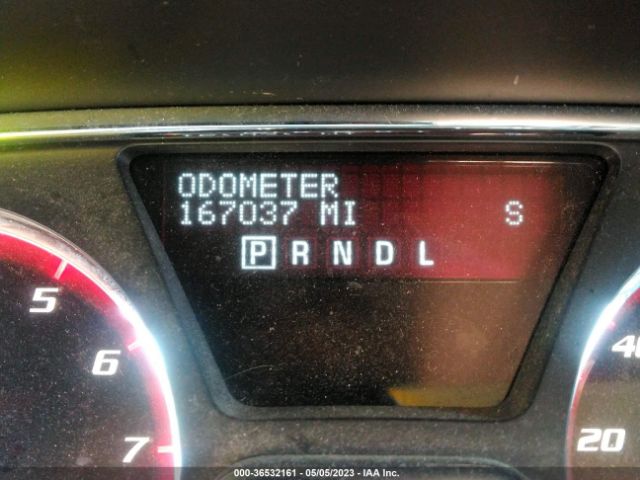 ODOMETER
167037 MI S
P R N D L
5
6
7
40
20
000-36532161 - 05/05/2023 - IAA Inc.